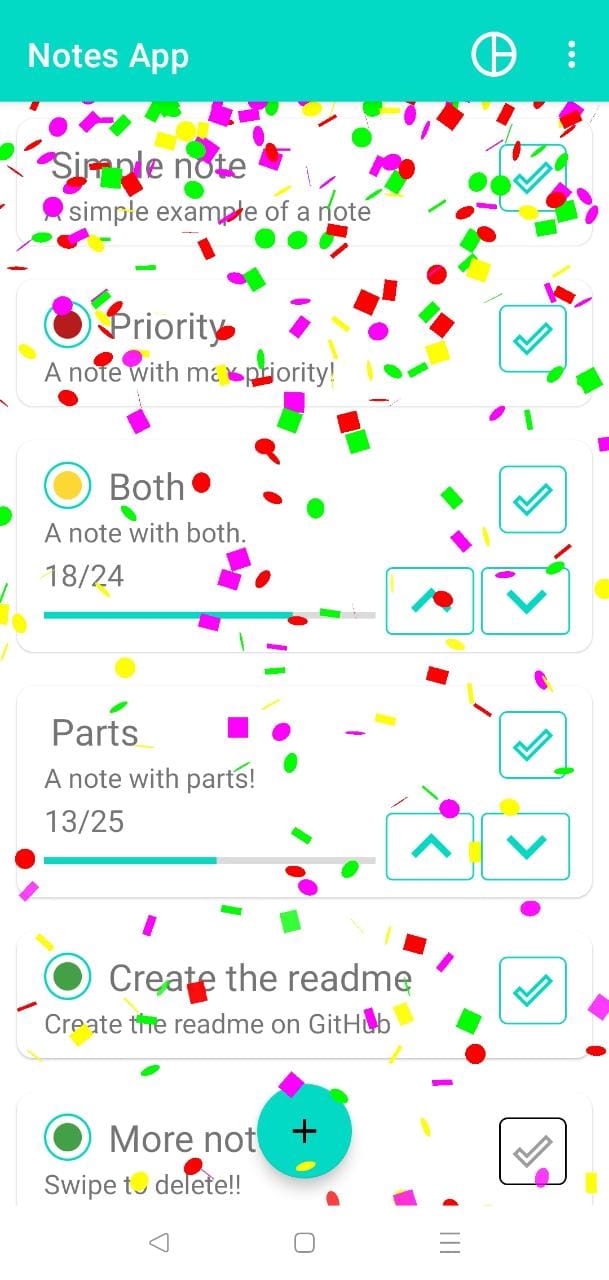 Notes App
Simple note
A simple example of a note
Priority
A note with max priority!
Both
A note with both.
18/24
Parts
A note with parts!
13/25
Create the readme
Create the readme on GitHub
More not
Swipe to delete!!